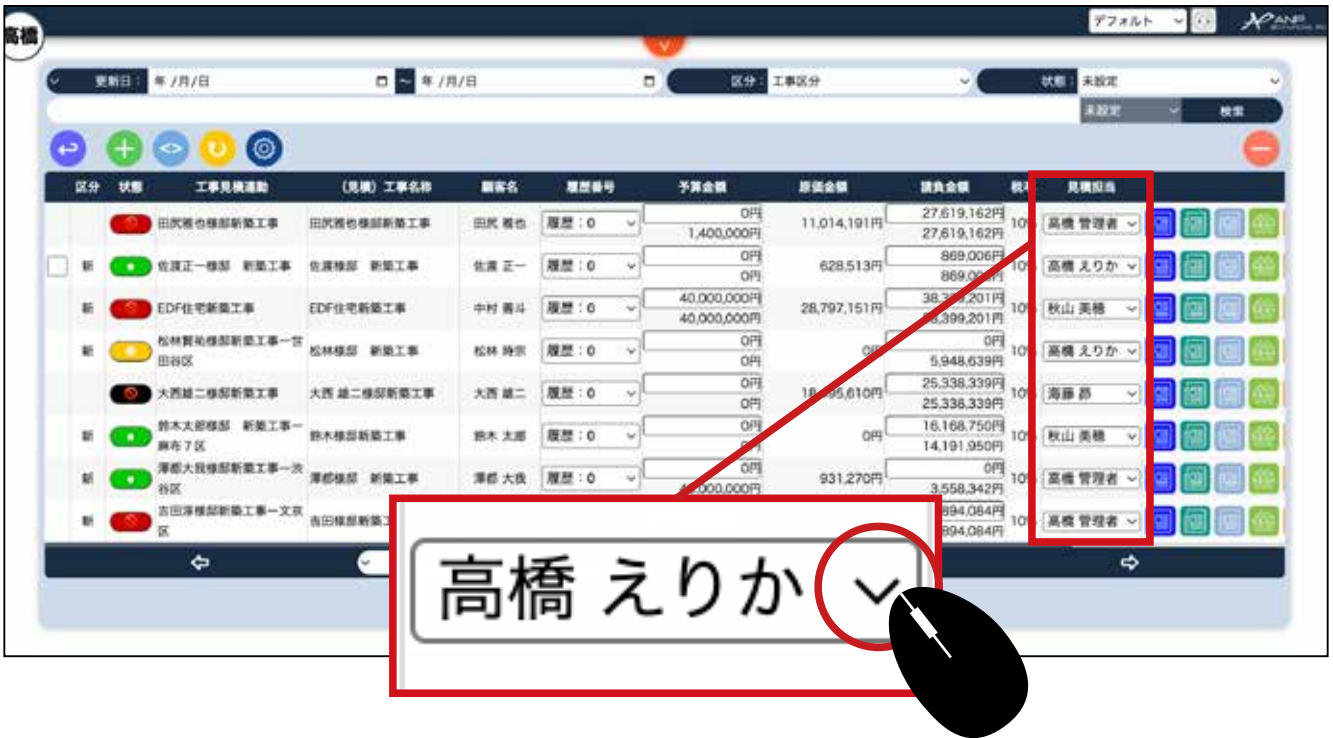 デフォルト
高橋
更新日： 年 /月/日 ～ 年 /月/日 区分： 工事区分 状態： 未設定
未設定 検索
区分 状態 工事見積連動 （見積）工事名称 顧客名 履歴番号 予算金額 原価金額 請負金額 見積担当
田尻雅也様邸新築工事 田尻雅也様邸新築工事 田尻 雅也 履歴：0 0円 11,014,191円 27,619,162円 10% 高橋 管理者
1,400,000円 27,619,162円
新 佐渡正一様邸 新築工事 佐渡様邸 新築工事 佐渡 正一 履歴：0 0円 628,513円 869,006円 高橋 えりか
0円
新 EDF住宅新築工事 EDF住宅新築工事 中村 善斗 履歴：0 40,000,000円 28,797,151円 10% 秋山 美穂
40,000,000円
新 松林賢祐様邸新築工事ー世 松林様邸 新築工事 松林 履歴：0 0円 0円 10% 高橋 えりか
田谷区 0円 5,948,639円
大西雄二様邸新築工事 大西 雄二様邸新築工事 大西 雄二 履歴：0 0円 25,338,339円 10% 海藤 昴
0円 25,338,339円
新 鈴木太郎様邸 新築工事ー 鈴木様邸新築工事 鈴木 太郎 履歴：0 0円 0円 16,168,750円 10% 秋山 美穂
麻布７区 14,191,950円
新 澤都大我様邸新築工事ー渋 澤都様邸 新築工事 澤都 大我 履歴：0 0円 931,270円 0円 10% 高橋 管理者
谷区 3,558,342円
新 吉田淳様邸新築工事ー文京 吉田様邸新築 894,084円 高橋 管理者
区 894,084円
高橋 えりか